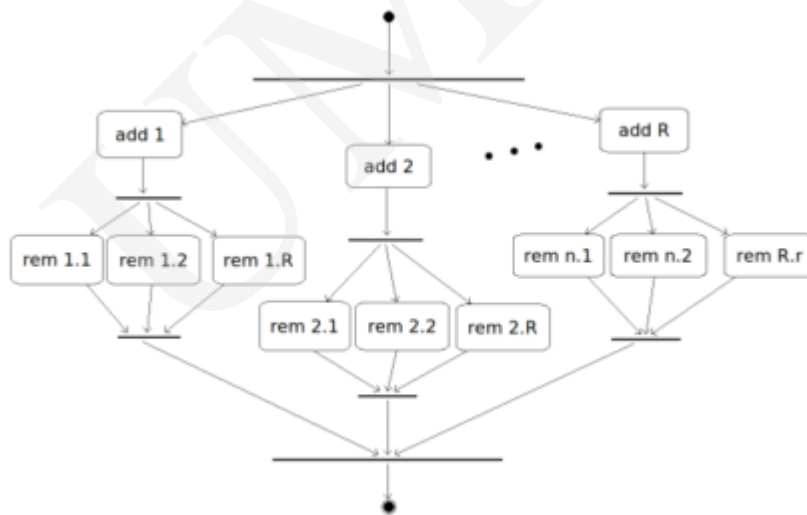 add 1
add 2
add R
rem 1.1
rem 1.2
rem 1.R
rem n.1
rem n.2
rem R.r
rem 2.1
rem 2.2
rem 2.R